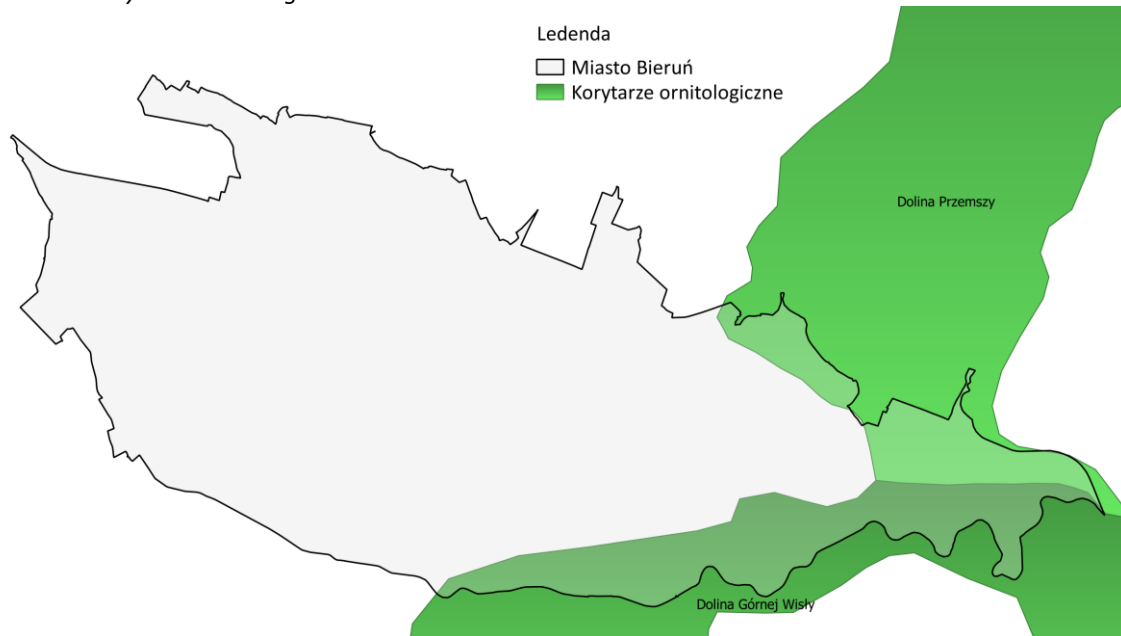 Ledenda
Miasto Bieruń
Korytarze ornitologiczne
Dolina Przemszy
Dolina Górnej Wisły